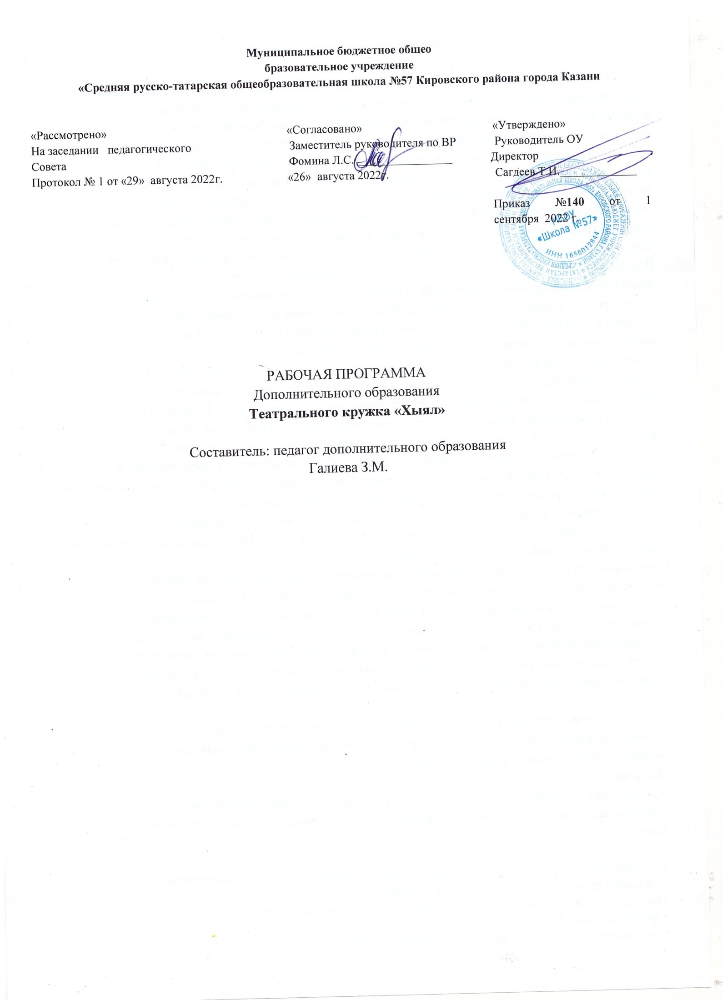 Муниципальное бюджетное общео
бразовательное учреждение
«Средняя русско-татарская общеобразовательная школа №57 Кировского района города Казани
«Рассмотрено»
На заседании педагогического
Совета
Протокол № 1 от «29» августа 2022г.
«Согласовано»
Заместитель руководителя по ВР
Фомина Л.С.________________
«26» августа 2022г.
«Утверждено»
Руководитель ОУ
Директор
Сагдеев Т.И._____________
Приказ №140 от 1
сентября 2022 г.
МБОУ
«Школа №57»
ИНН 1656012844
РАБОЧАЯ ПРОГРАММА
Дополнительного образования
Театрального кружка «Хыял»
Составитель: педагог дополнительного образования
Галиева З.М.